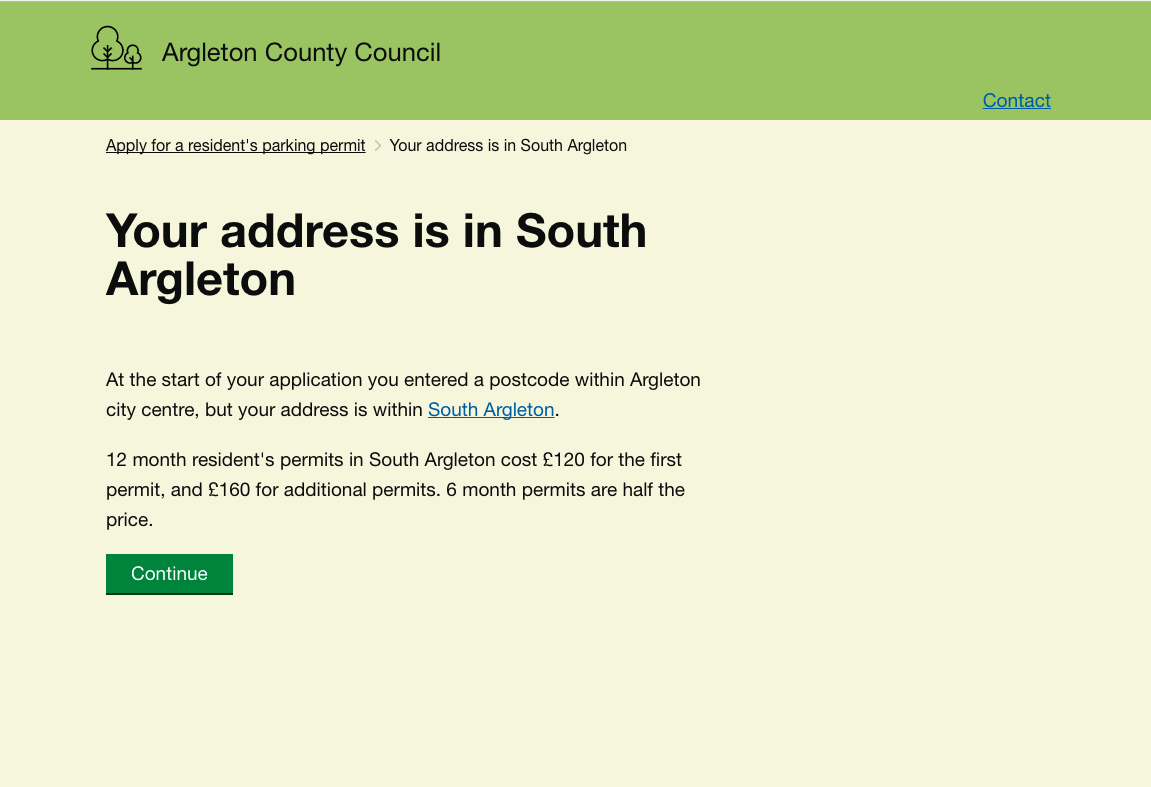 Argleton County Council
Contact
Apply for a resident's parking permit > Your address is in South Argleton
Your address is in South
Argleton
At the start of your application you entered a postcode within Argleton
city centre, but your address is within South Argleton.
12 month resident's permits in South Argleton cost £120 for the first
permit, and £160 for additional permits. 6 month permits are half the
price.
Continue